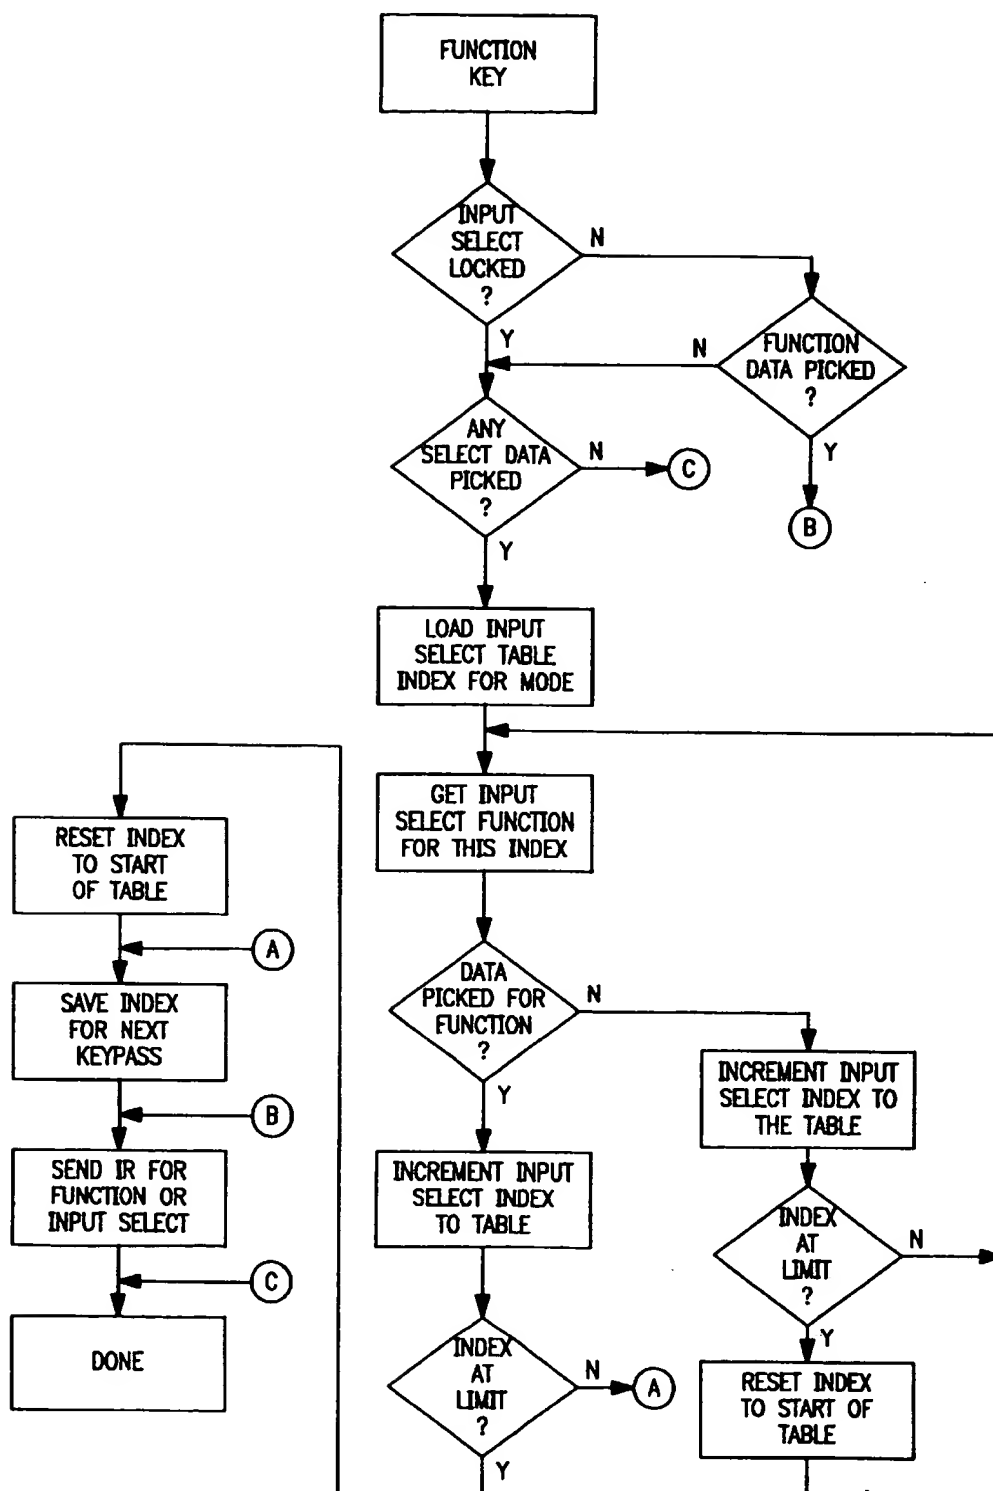 FUNCTION
KEY
INPUT
SELECT
LOCKED
?
N
Y
FUNCTION
DATA PICKED
?
N
Y
B
ANY
SELECT DATA
PICKED
?
N
C
Y
LOAD INPUT
SELECT TABLE
INDEX FOR MODE
GET INPUT
SELECT FUNCTION
FOR THIS INDEX
DATA
PICKED FOR
FUNCTION
?
N
Y
INCREMENT INPUT
SELECT INDEX TO
THE TABLE
INDEX
AT
LIMIT
?
N
Y
RESET INDEX
TO START OF
TABLE
INCREMENT INPUT
SELECT INDEX
TO TABLE
INDEX
AT
LIMIT
?
N
A
Y
RESET INDEX
TO START
OF TABLE
A
SAVE INDEX
FOR NEXT
KEYPASS
B
SEND IR FOR
FUNCTION OR
INPUT SELECT
C
DONE